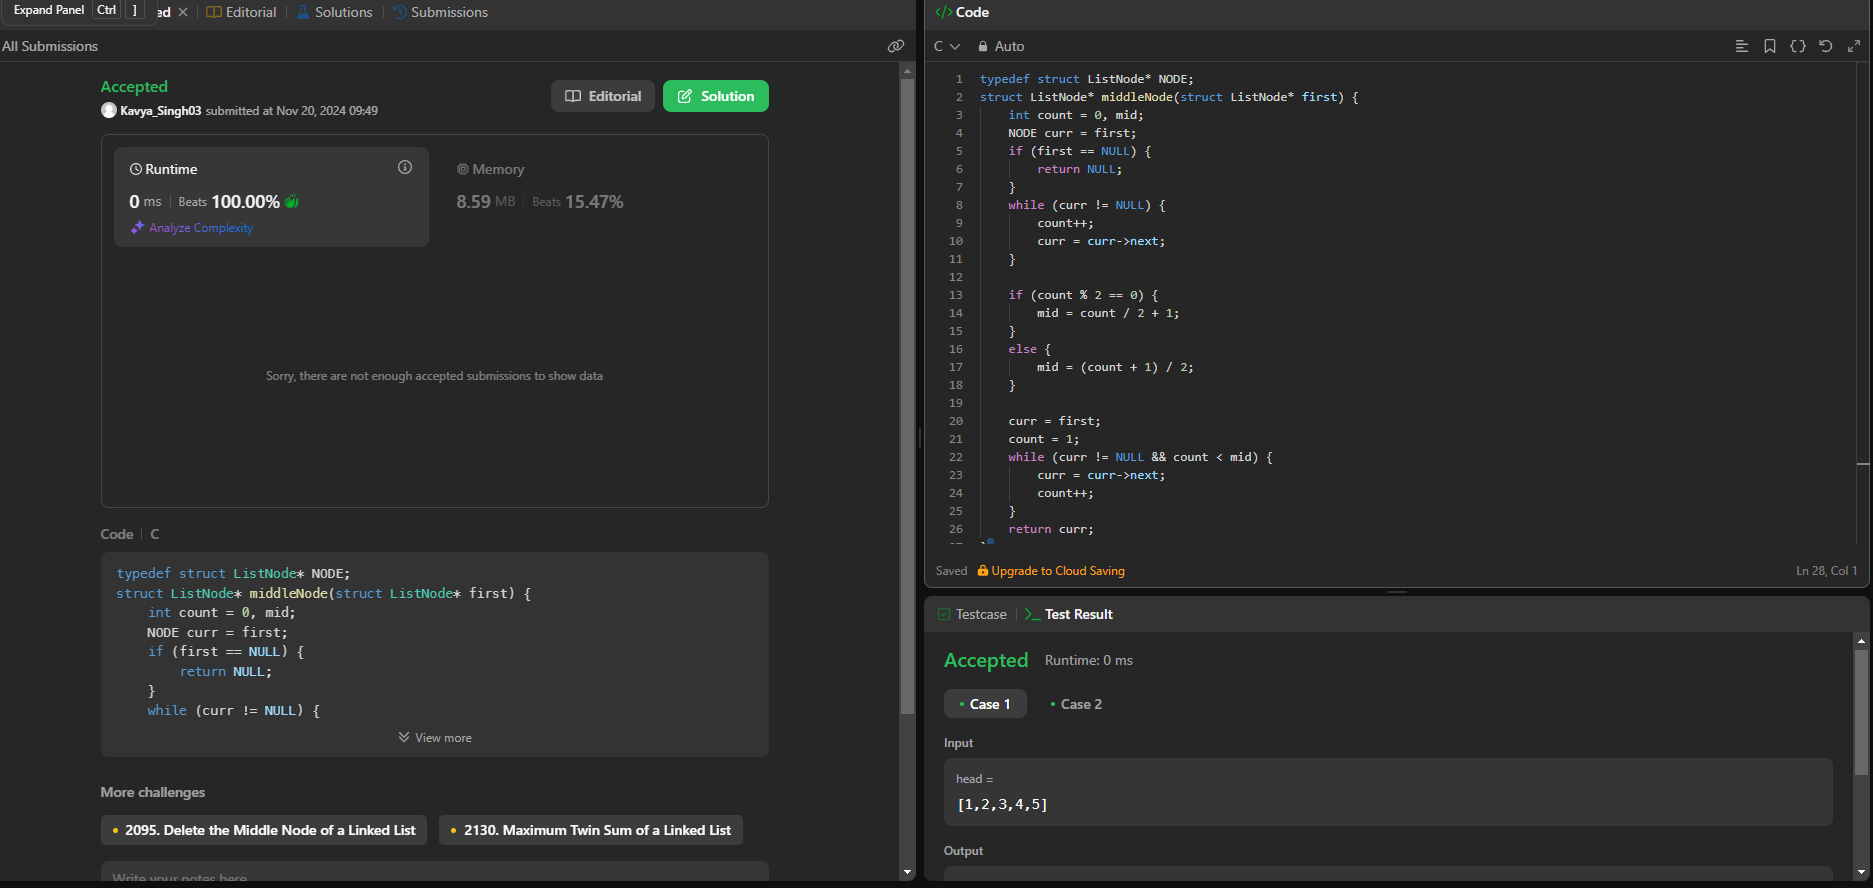 Expand Panel Ctrl ]
ed
Editorial
Solutions
Submissions
All Submissions
Accepted
Kavya_Singh03 submitted at Nov 20, 2024 09:49
Editorial
Solution
Runtime
0 ms | Beats 100.00%
Analyze Complexity
Memory
8.59 MB | Beats 15.47%
Sorry, there are not enough accepted submissions to show data
Code | C
typedef struct ListNode* NODE;
struct ListNode* middleNode(struct ListNode* first) {
    int count = 0, mid;
    NODE curr = first;
    if (first == NULL) {
        return NULL;
    }
    while (curr != NULL) {
View more
More challenges
2095. Delete the Middle Node of a Linked List
2130. Maximum Twin Sum of a Linked List
Write your notes here
</> Code
C
Auto
1 typedef struct ListNode* NODE;
2 struct ListNode* middleNode(struct ListNode* first) {
3     int count = 0, mid;
4     NODE curr = first;
5     if (first == NULL) {
6         return NULL;
7     }
8     while (curr != NULL) {
9         count++;
10         curr = curr->next;
11     }
12
13     if (count % 2 == 0) {
14         mid = count / 2 + 1;
15     }
16     else {
17         mid = (count + 1) / 2;
18     }
19
20     curr = first;
21     count = 1;
22     while (curr != NULL && count < mid) {
23         curr = curr->next;
24         count++;
25     }
26     return curr;
Saved
Upgrade to Cloud Saving
Ln 28, Col 1
Testcase
Test Result
Accepted
Runtime: 0 ms
Case 1
Case 2
Input
head =
[1,2,3,4,5]
Output